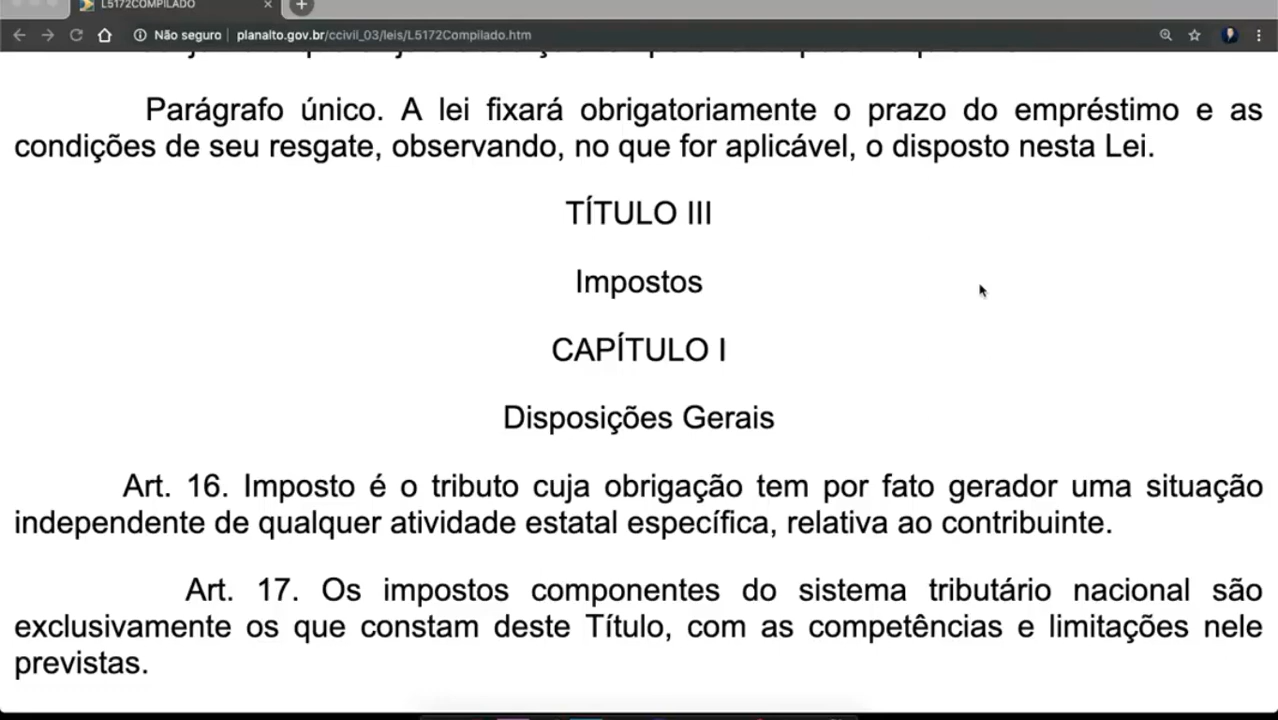 L5172COMPILADO
Não seguro planalto.gov.br/ccivil_03/leis/L5172Compilado.htm
Parágrafo único. A lei fixará obrigatoriamente o prazo do empréstimo e as
condições de seu resgate, observando, no que for aplicável, o disposto nesta Lei.
TÍTULO III
Impostos
CAPÍTULO I
Disposições Gerais
Art. 16. Imposto é o tributo cuja obrigação tem por fato gerador uma situação
independente de qualquer atividade estatal específica, relativa ao contribuinte.
Art. 17. Os impostos componentes do sistema tributário nacional são
exclusivamente os que constam deste Título, com as competências e limitações nele
previstas.